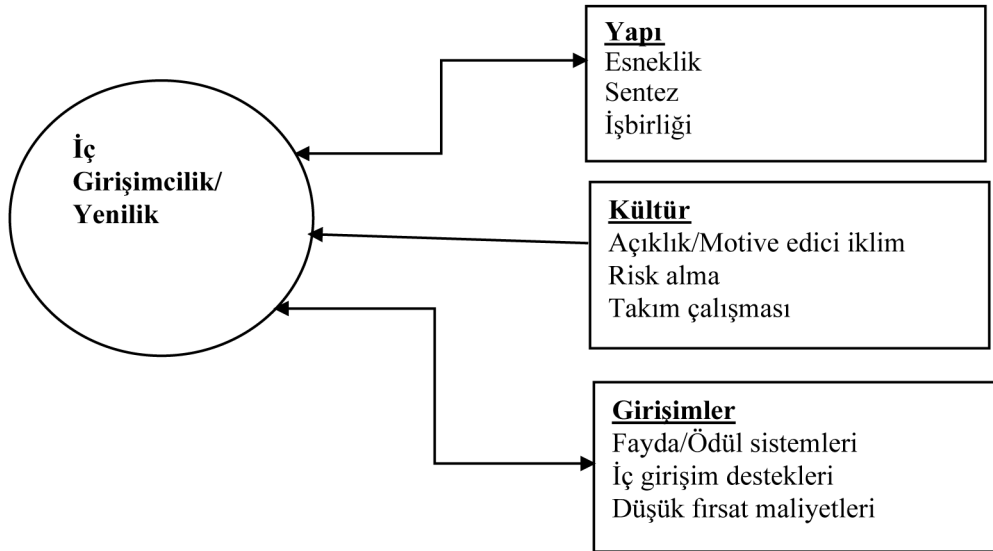 İç
Girişimcilik/
Yenilik
Yapı
Esneklik
Sentez
İşbirliği
Kültür
Açıklık/Motive edici iklim
Risk alma
Takım çalışması
Girişimler
Fayda/Ödül sistemleri
İç girişim destekleri
Düşük fırsat maliyetleri